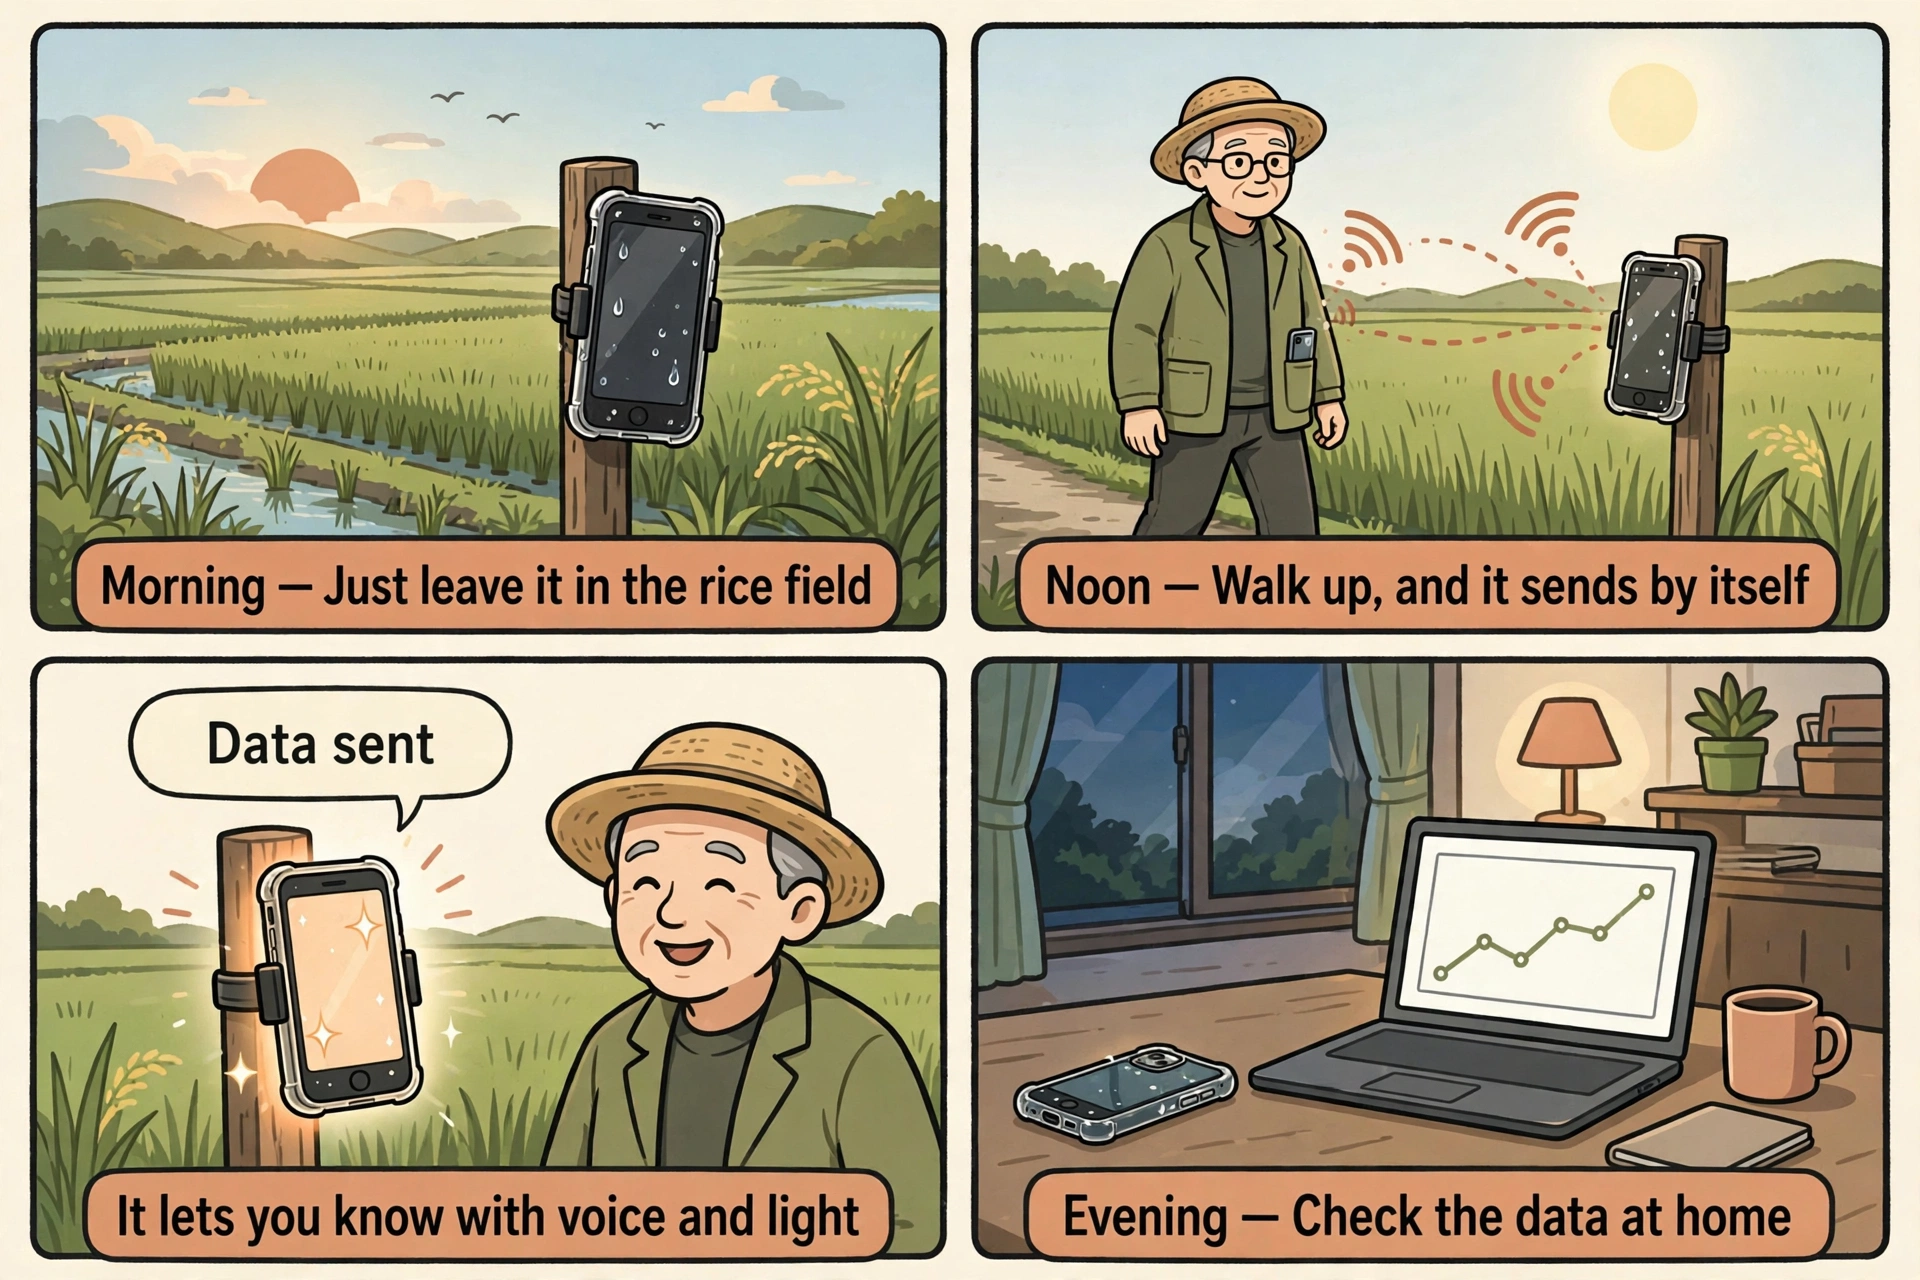 Morning — Just leave it in the rice field
Noon — Walk up, and it sends by itself
Data sent
It lets you know with voice and light
Evening — Check the data at home